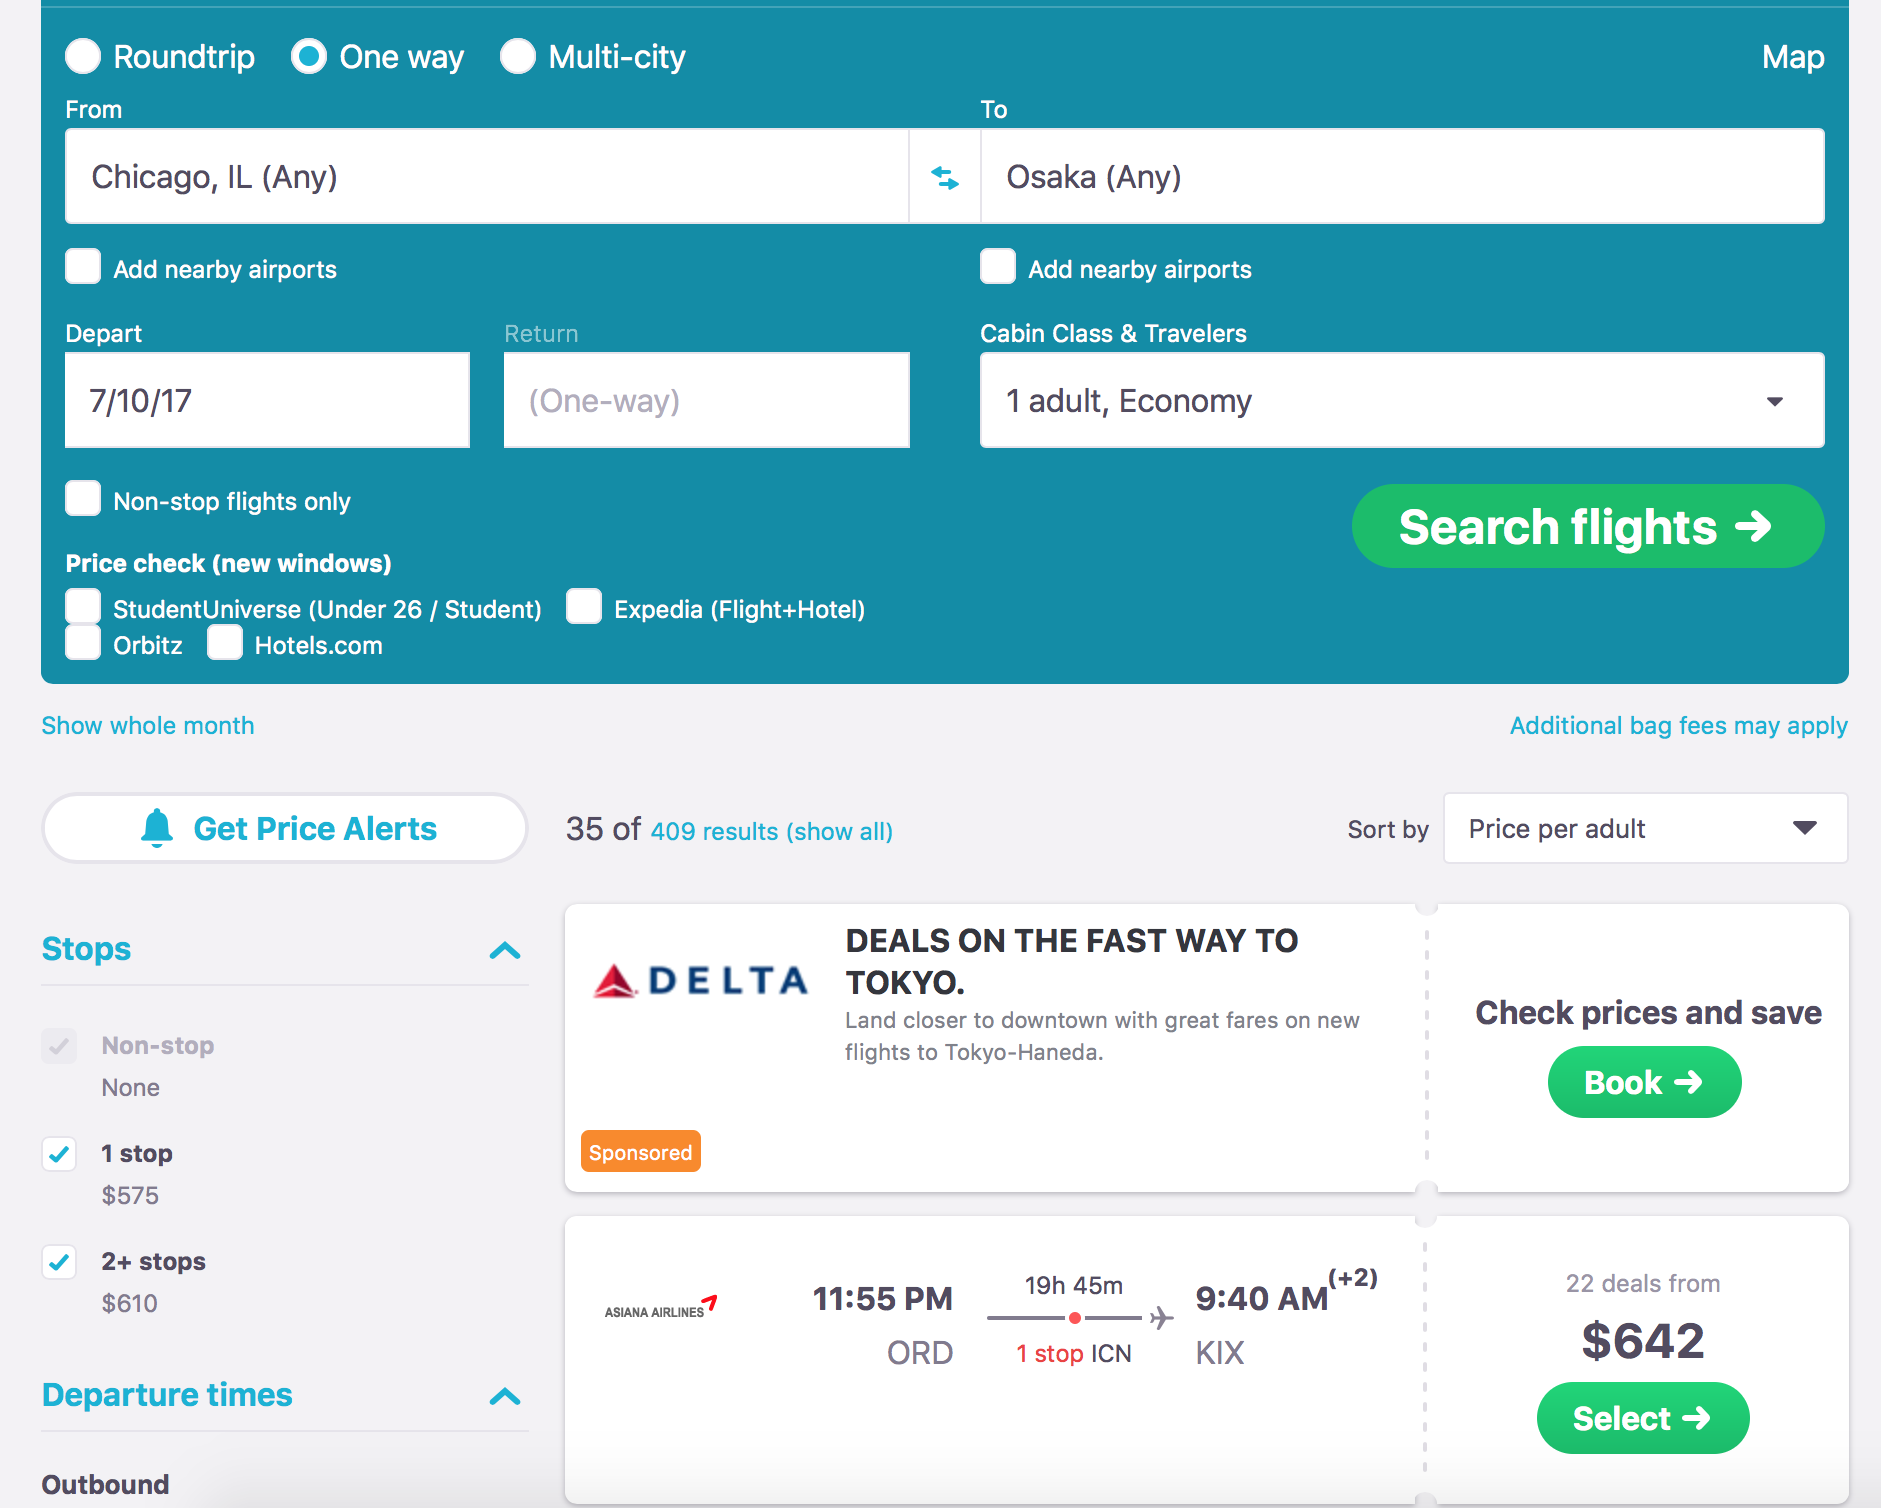 Roundtrip One way Multi-city Map
From To
Chicago, IL (Any) Osaka (Any)
Add nearby airports Add nearby airports
Depart Return Cabin Class & Travelers
7/10/17 (One-way) 1 adult, Economy
Non-stop flights only
Search flights
Price check (new windows)
StudentUniverse (Under 26 / Student) Expedia (Flight+Hotel)
Orbitz Hotels.com
Show whole month Additional bag fees may apply
Get Price Alerts 35 of 409 results (show all) Sort by Price per adult
Stops
Non-stop
None
1 stop
$575
2+ stops
$610
Departure times
Outbound
DELTA
DEALS ON THE FAST WAY TO
TOKYO.
Land closer to downtown with great fares on new
flights to Tokyo-Haneda.
Sponsored
Check prices and save
Book
ASIANA AIRLINES
11:55 PM 19h 45m 9:40 AM (+2)
ORD 1 stop ICN KIX
22 deals from
$642
Select